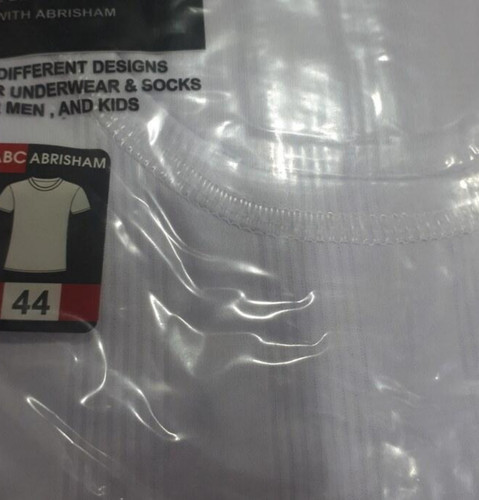 WITH ABRISHAM
DIFFERENT DESIGNS
R UNDERWEAR & SOCKS
MEN , AND KIDS
ABC ABRISHAM
44